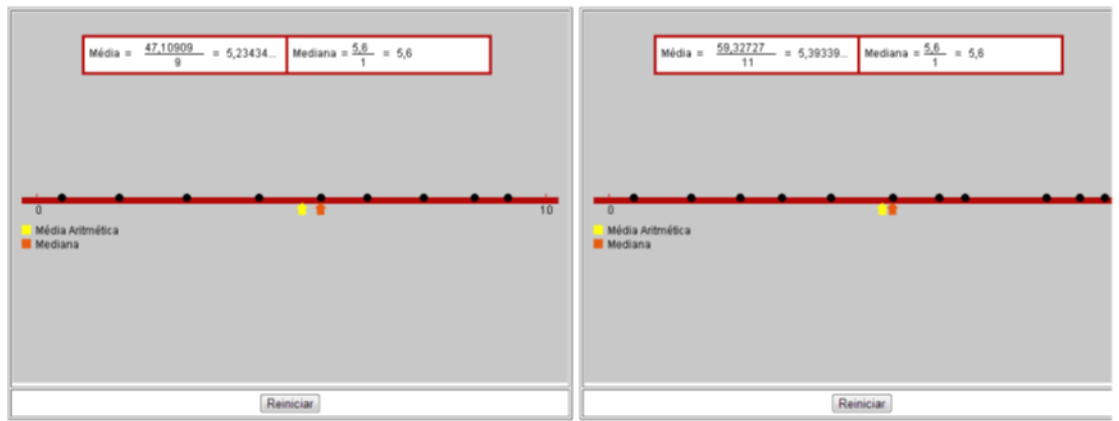 Média = 47,10909 / 9 = 5,23434... Mediana = 5,6 / 1 = 5,6
0 10
Média Aritmética
Mediana
Reiniciar
Média = 59,32727 / 11 = 5,39339... Mediana = 5,6 / 1 = 5,6
0
Média Aritmética
Mediana
Reiniciar